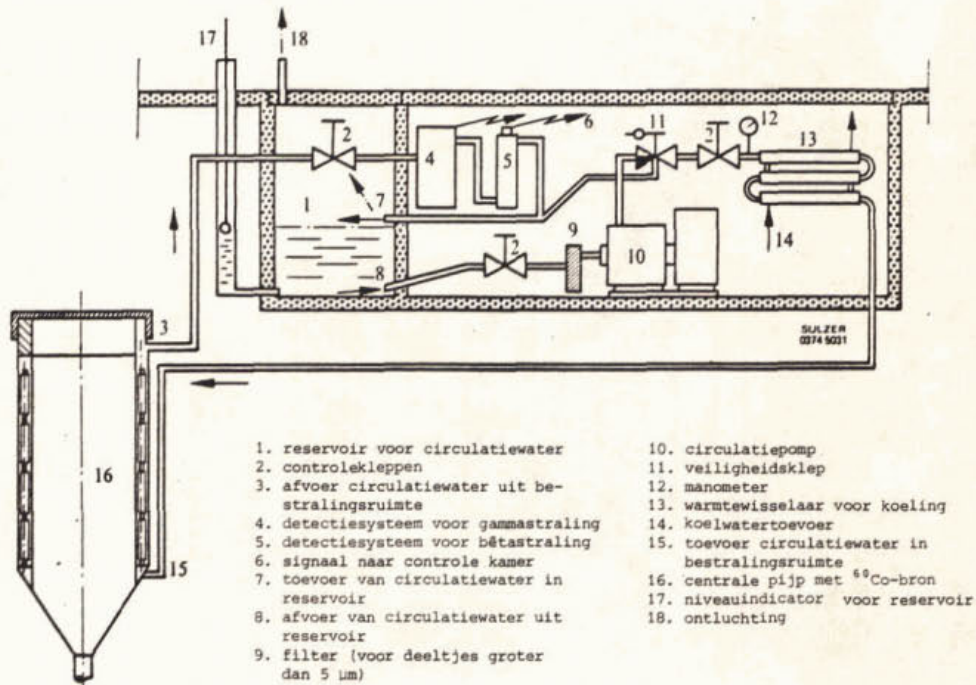 17
18
2
11
2
12
13
6
4
5
1
7
9
14
8
2
10
3
SULZER
0374 5031
16
15
1. reservoir voor circulatiewater
2. controlekleppen
3. afvoer circulatiewater uit be-
stralingsruimte
4. detectiesysteem voor gammastraling
5. detectiesysteem voor bêtastraling
6. signaal naar controle kamer
7. toevoer van circulatiewater in
reservoir
8. afvoer van circulatiewater uit
reservoir
9. filter (voor deeltjes groter
dan 5 µm)
10. circulatiepomp
11. veiligheidsklep
12. manometer
13. warmtewisselaar voor koeling
14. koelwatertoevoer
15. toevoer circulatiewater in
bestralingsruimte
16. centrale pijp met ⁶⁰Co-bron
17. niveauindicator voor reservoir
18. ontluchting